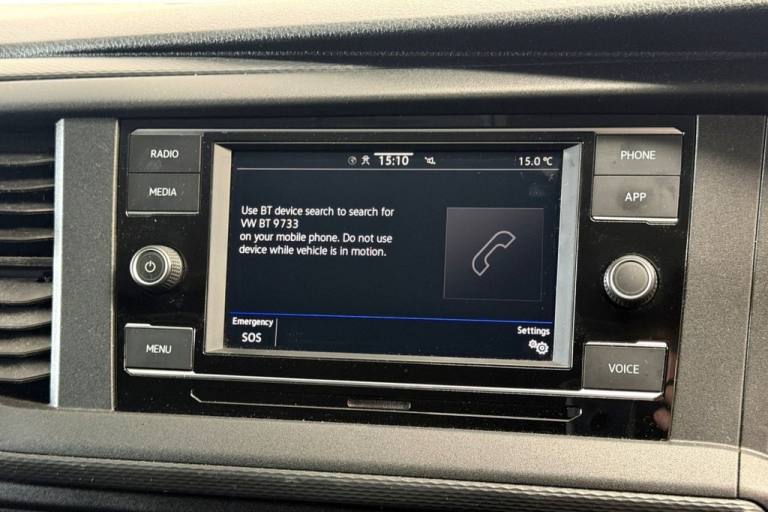 RADIO
MEDIA
MENU
15:10
15.0 °C
Use BT device search to search for
VW BT 9733
on your mobile phone. Do not use
device while vehicle is in motion.
Emergency
SOS
Settings
PHONE
APP
VOICE